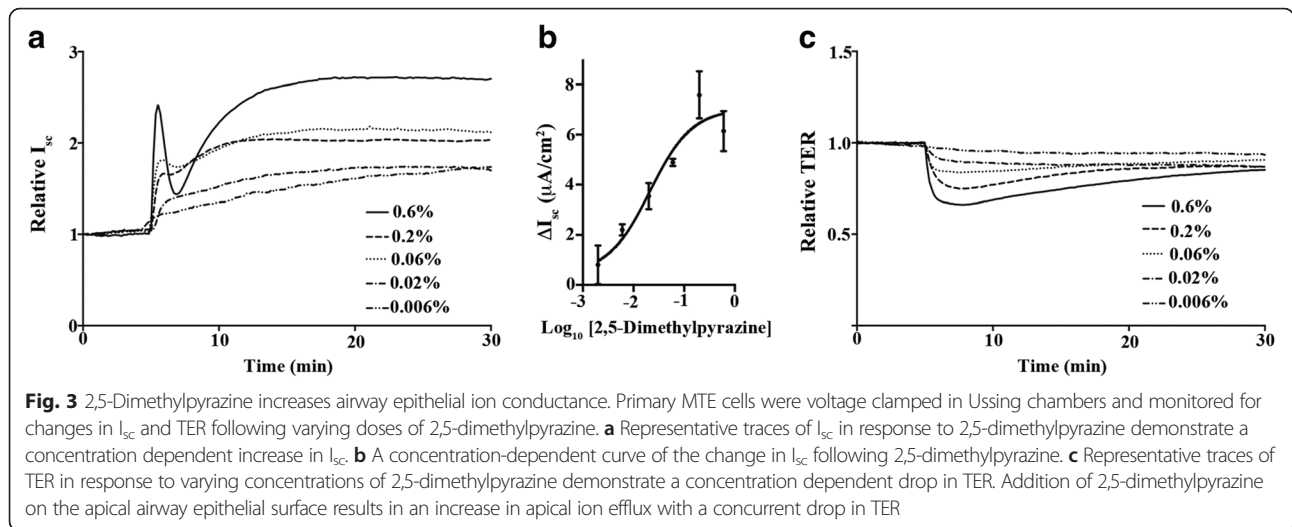 a
3
2
1
0
Relative Isc
0
10
20
30
Time (min)
0.6%
0.2%
0.06%
0.02%
0.006%
b
8
6
4
2
0
ΔIsc (μA/cm²)
-3
-2
-1
0
Log₁₀ [2,5-Dimethylpyrazine]
c
1.5
1.0
0.5
Relative TER
0
10
20
30
Time (min)
0.6%
0.2%
0.06%
0.02%
0.006%
Fig. 3 2,5-Dimethylpyrazine increases airway epithelial ion conductance. Primary MTE cells were voltage clamped in Ussing chambers and monitored for
changes in Isc and TER following varying doses of 2,5-dimethylpyrazine. a Representative traces of Isc in response to 2,5-dimethylpyrazine demonstrate a
concentration dependent increase in Isc. b A concentration-dependent curve of the change in Isc following 2,5-dimethylpyrazine. c Representative traces of
TER in response to varying concentrations of 2,5-dimethylpyrazine demonstrate a concentration dependent drop in TER. Addition of 2,5-dimethylpyrazine
on the apical airway epithelial surface results in an increase in apical ion efflux with a concurrent drop in TER